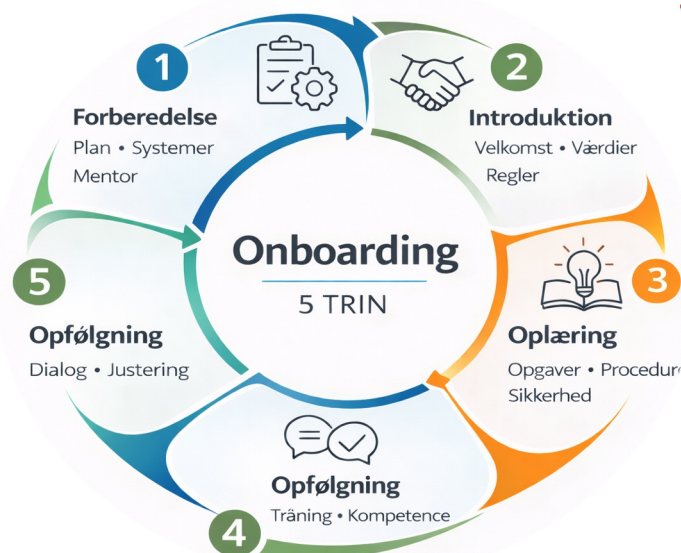 1
Forberedelse
Plan • Systemer
Mentor
2
Introduktion
Velkomst • Værdier
Regler
3
Oplæring
Opgaver • Procedur
Sikkerhed
4
Opfølgning
Träning • Kompetence
5
Opfølgning
Dialog • Justering
Onboarding
5 TRIN